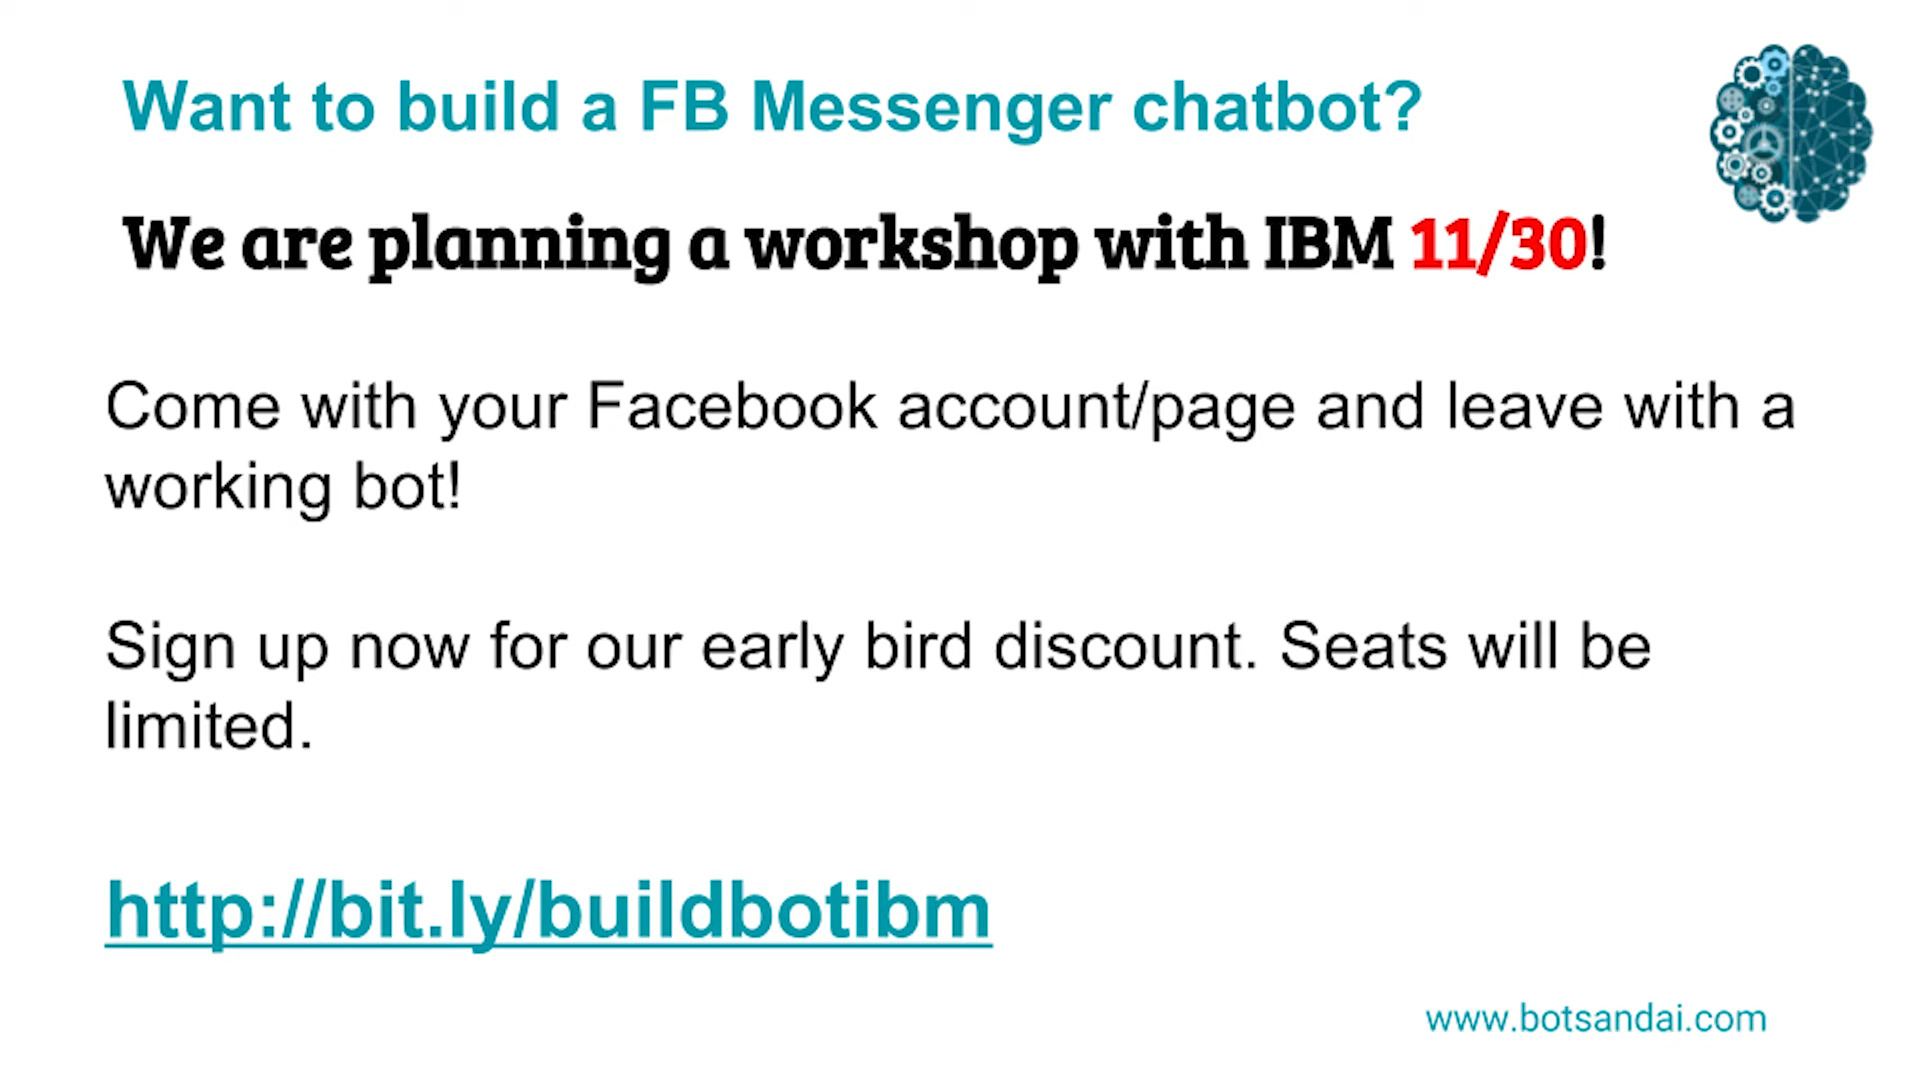 Want to build a FB Messenger chatbot?
We are planning a workshop with IBM 11/30!
Come with your Facebook account/page and leave with a
working bot!
Sign up now for our early bird discount. Seats will be
limited.
http://bit.ly/buildbotibm
www.botsandai.com